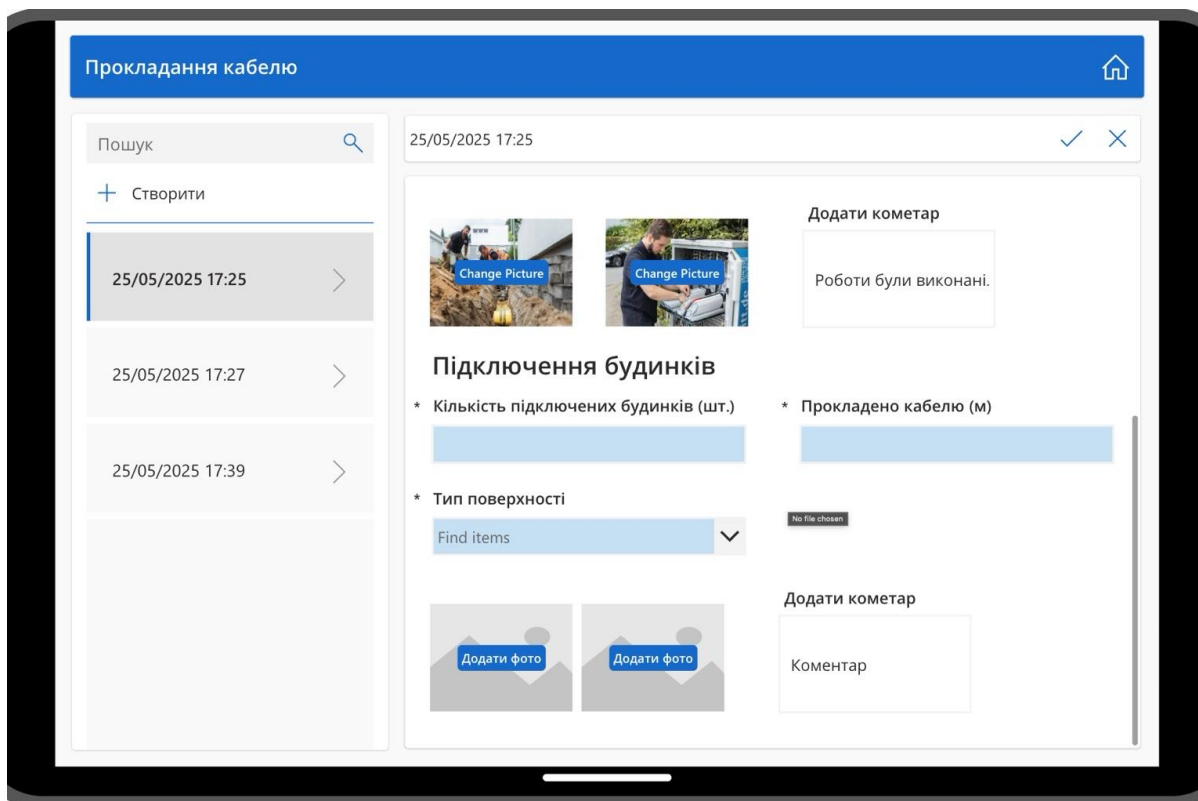 Прокладання кабелю
Пошук
25/05/2025 17:25
Створити
25/05/2025 17:25
25/05/2025 17:27
25/05/2025 17:39
www
Change Picture
Change Picture
Додати кометар
Роботи були виконані.
Підключення будинків
* Кількість підключених будинків (шт.)
* Прокладено кабелю (м)
* Тип поверхності
Find items
No file chosen
Додати фото
Додати фото
Додати кометар
Коментар